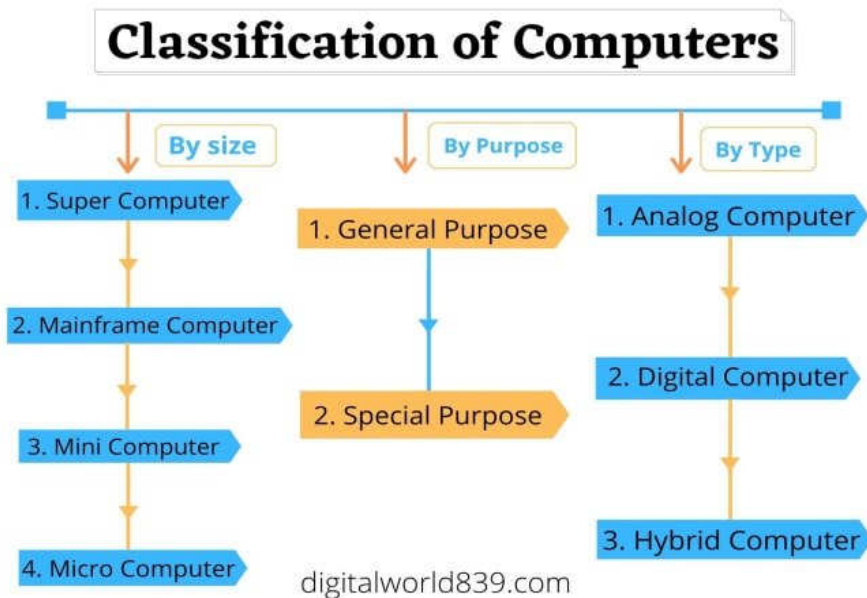 Classification of Computers
By size
1. Super Computer
2. Mainframe Computer
3. Mini Computer
4. Micro Computer
By Purpose
1. General Purpose
2. Special Purpose
By Type
1. Analog Computer
2. Digital Computer
3. Hybrid Computer
digitalworld839.com